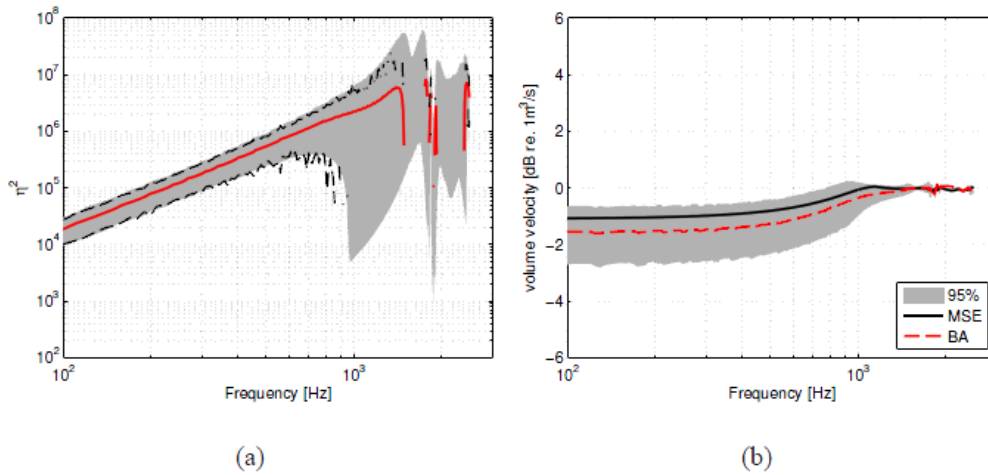 10^8
10^7
10^6
10^5
10^4
10^3
10^2
η^2
10^2
10^3
Frequency [Hz]
(a)
6
4
2
0
−2
−4
−6
volume velocity [dB re. 1m^3/s]
95%
MSE
BA
10^2
10^3
Frequency [Hz]
(b)